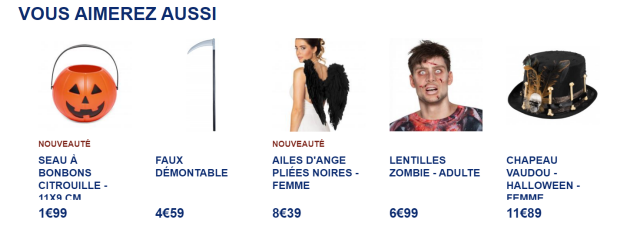 VOUS AIMEREZ AUSSI
NOUVEAUTÉ
SEAU À
BONBONS
CITROUILLE -
11X9 CM
1€99
FAUX
DÉMONTABLE
4€59
NOUVEAUTÉ
AILES D'ANGE
PLIÉES NOIRES -
FEMME
8€39
LENTILLES
ZOMBIE - ADULTE
6€99
CHAPEAU
VAUDOU -
HALLOWEEN -
FEMME
11€89